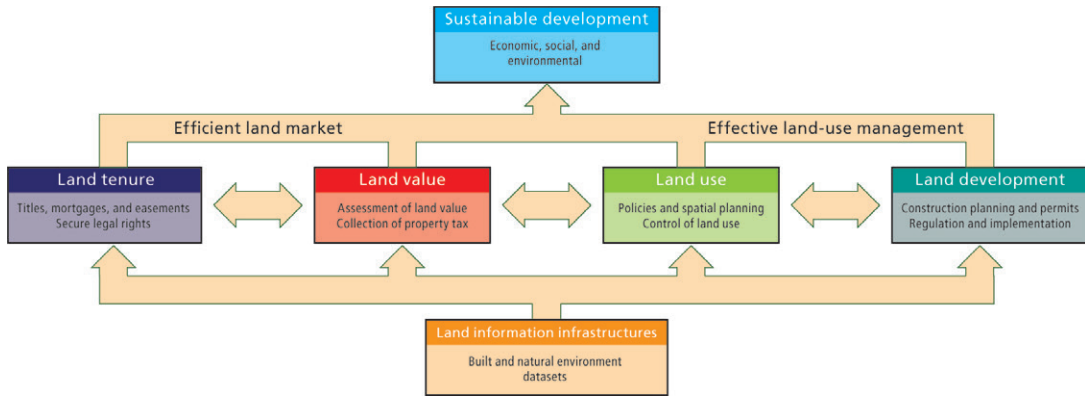 Sustainable development
Economic, social, and
environmental
Efficient land market
Effective land-use management
Land tenure
Titles, mortgages, and easements
Secure legal rights
Land value
Assessment of land value
Collection of property tax
Land use
Policies and spatial planning
Control of land use
Land development
Construction planning and permits
Regulation and implementation
Land information infrastructures
Built and natural environment
datasets